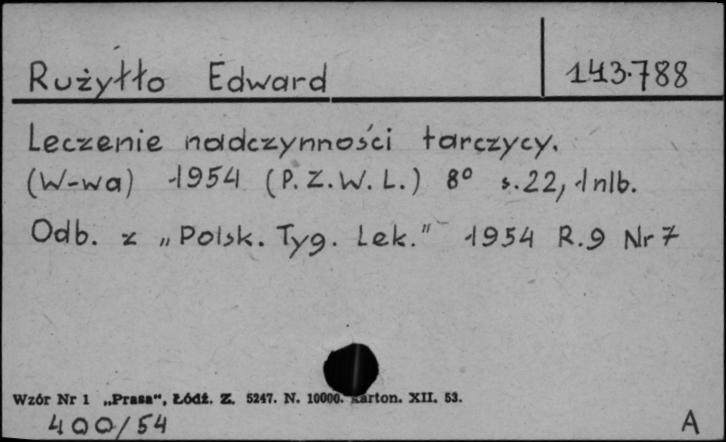 Rużyłło Edward 143.788
Leczenie nadczynności tarczycy.
(W-wa) 1954 (P.Z.W.L.) 8° s.22, 1 nlb.
Odb. z „Polsk. Tyg. Lek." 1954 R.9 Nr 7
Wzór Nr 1 „Prasa“, Łódź. Z. 5247. N. 10000. Karton. XII. 53.
400/54 A